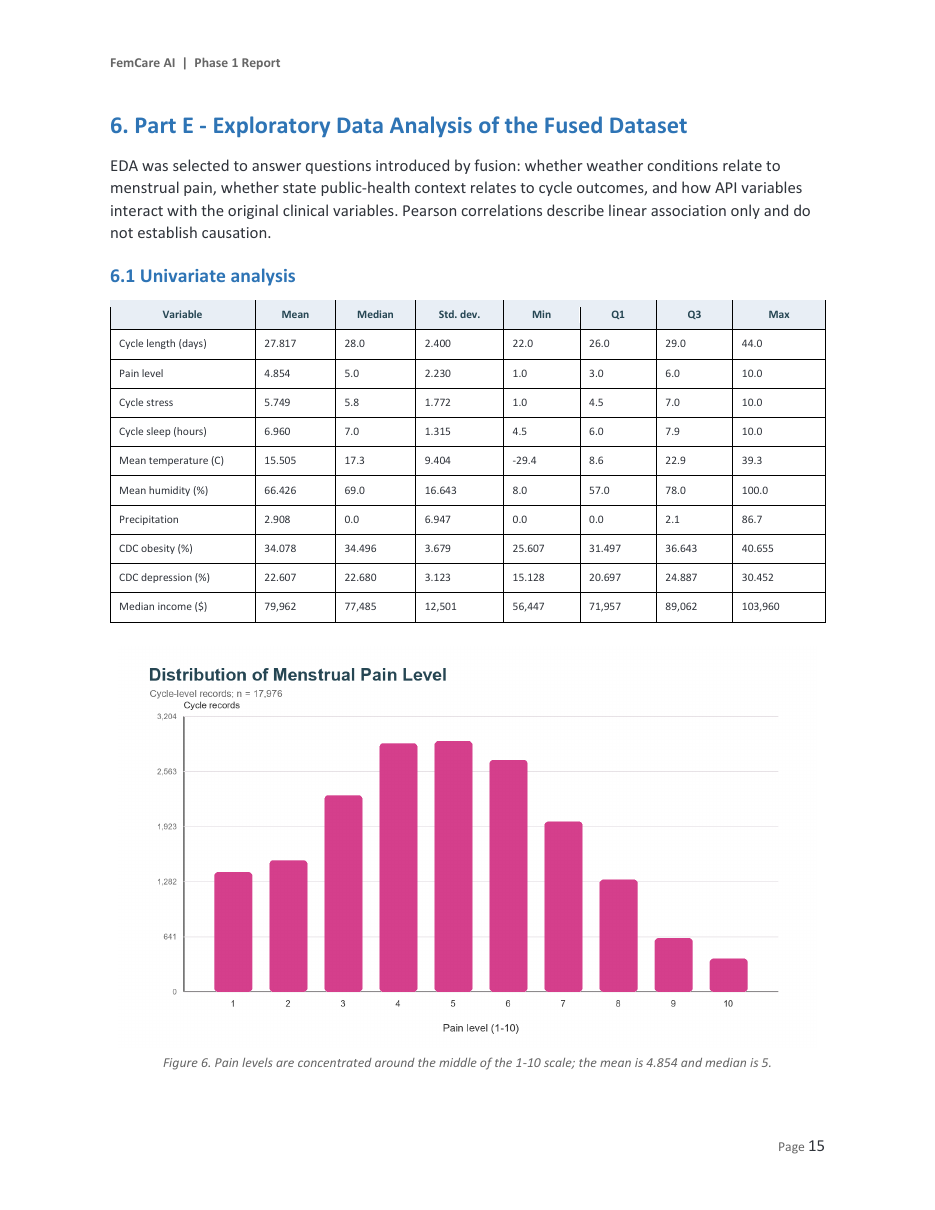 FemCare AI | Phase 1 Report
6. Part E - Exploratory Data Analysis of the Fused Dataset
EDA was selected to answer questions introduced by fusion: whether weather conditions relate to
menstrual pain, whether state public-health context relates to cycle outcomes, and how API variables
interact with the original clinical variables. Pearson correlations describe linear association only and do
not establish causation.
6.1 Univariate analysis
Variable Mean Median Std. dev. Min Q1 Q3 Max
Cycle length (days) 27.817 28.0 2.400 22.0 26.0 29.0 44.0
Pain level 4.854 5.0 2.230 1.0 3.0 6.0 10.0
Cycle stress 5.749 5.8 1.772 1.0 4.5 7.0 10.0
Cycle sleep (hours) 6.960 7.0 1.315 4.5 6.0 7.9 10.0
Mean temperature (C) 15.505 17.3 9.404 -29.4 8.6 22.9 39.3
Mean humidity (%) 66.426 69.0 16.643 8.0 57.0 78.0 100.0
Precipitation 2.908 0.0 6.947 0.0 0.0 2.1 86.7
CDC obesity (%) 34.078 34.496 3.679 25.607 31.497 36.643 40.655
CDC depression (%) 22.607 22.680 3.123 15.128 20.697 24.887 30.452
Median income ($) 79,962 77,485 12,501 56,447 71,957 89,062 103,960
Distribution of Menstrual Pain Level
Cycle-level records; n = 17,976
Cycle records
3,204
2,563
1,923
1,282
641
0
1 2 3 4 5 6 7 8 9 10
Pain level (1-10)
Figure 6. Pain levels are concentrated around the middle of the 1-10 scale; the mean is 4.854 and median is 5.
Page 15